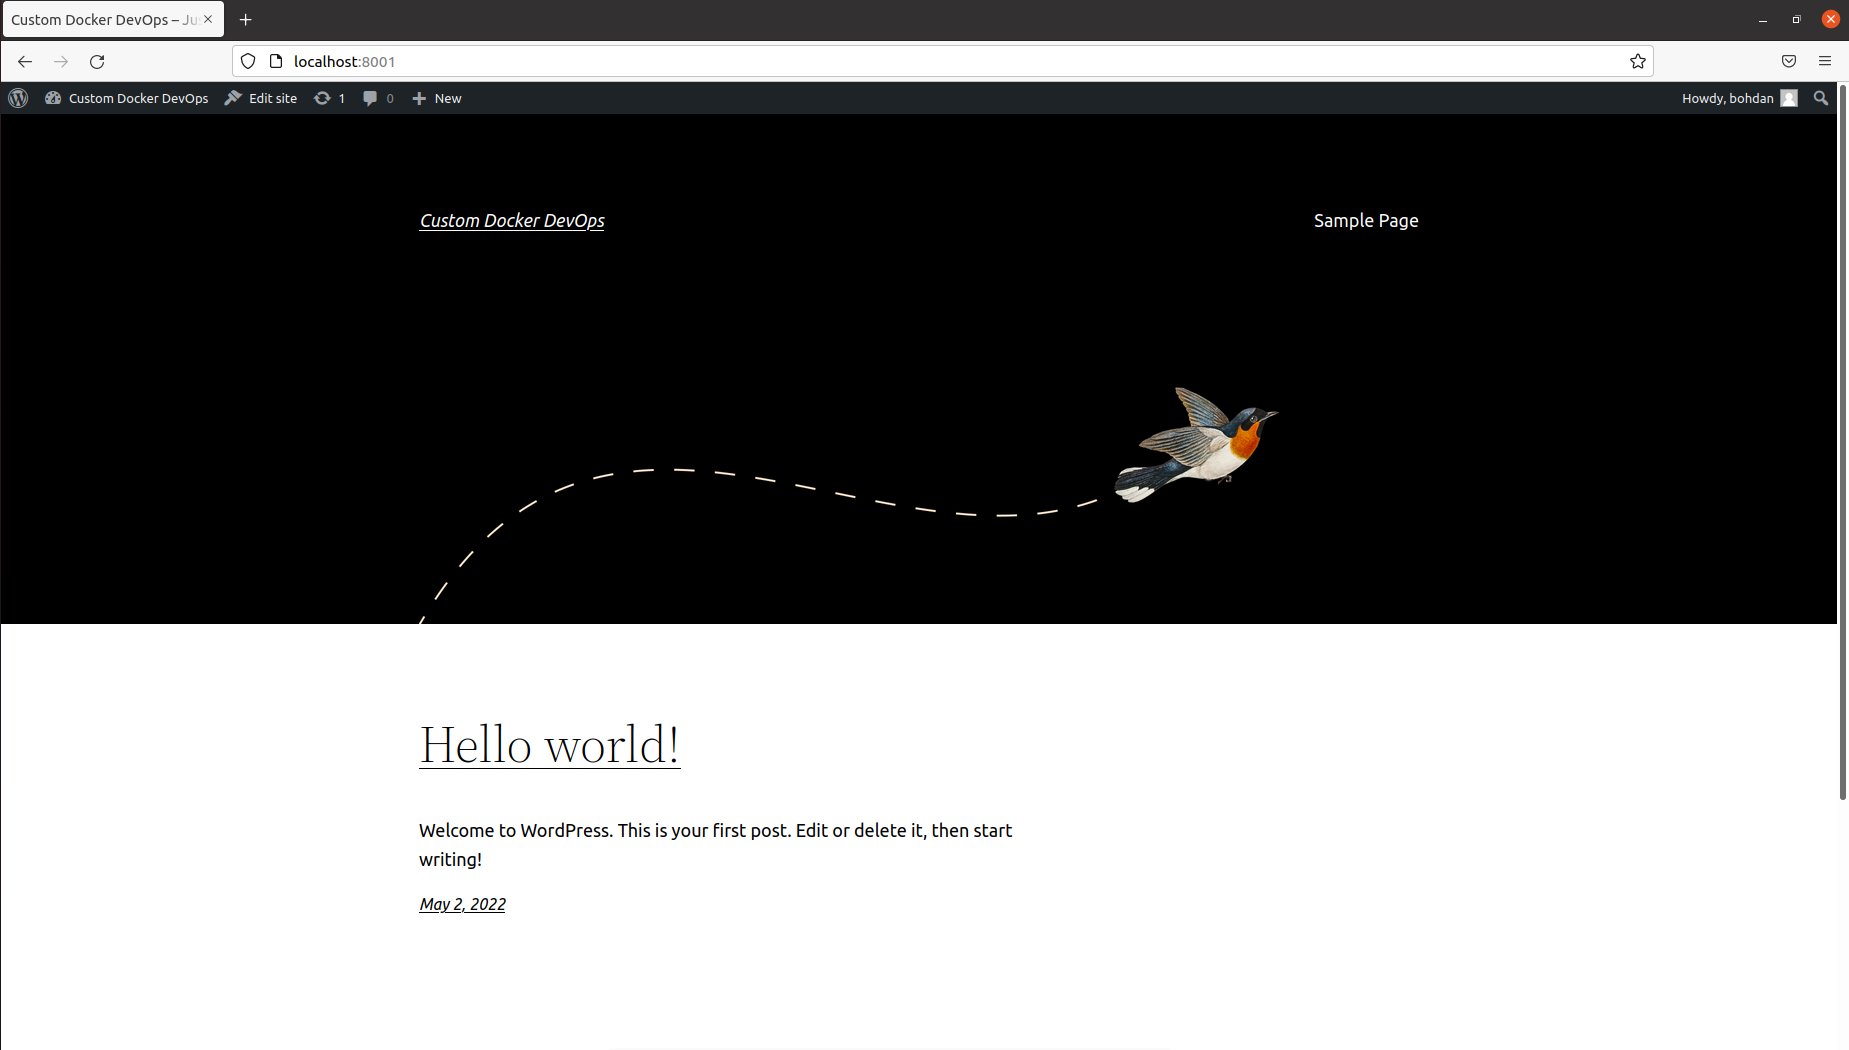 Custom Docker DevOps – Ju
localhost:8001
Custom Docker DevOps Edit site 1 0 New Howdy, bohdan
Custom Docker DevOps Sample Page
Hello world!
Welcome to WordPress. This is your first post. Edit or delete it, then start
writing!
May 2, 2022